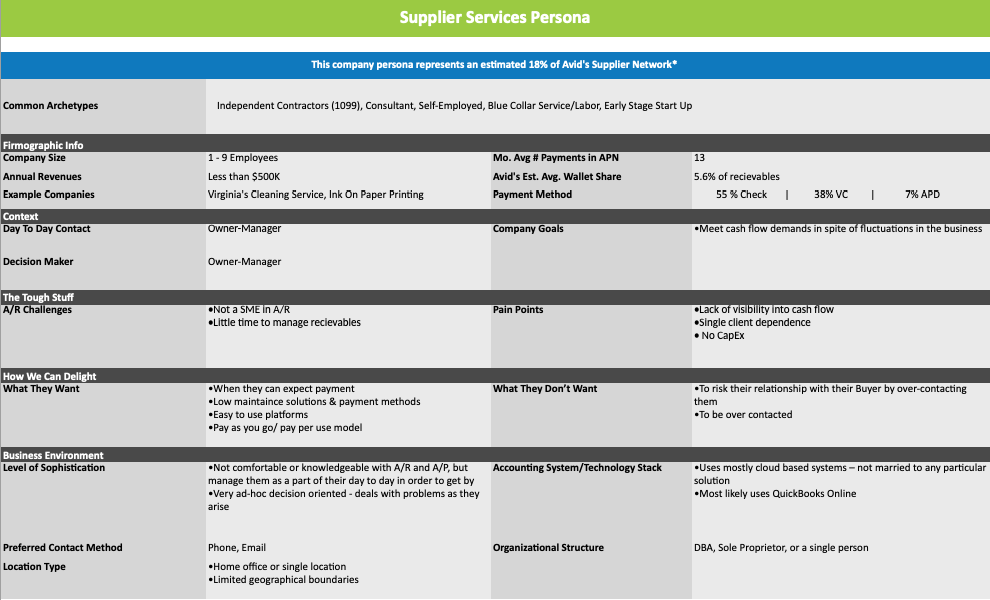 Supplier Services Persona
This company persona represents an estimated 18% of Avid's Supplier Network*
Common Archetypes
Independent Contractors (1099), Consultant, Self-Employed, Blue Collar Service/Labor, Early Stage Start Up
Firmographic Info
Company Size
1 - 9 Employees
Mo. Avg # Payments in APN
13
Annual Revenues
Less than $500K
Avid's Est. Avg. Wallet Share
5.6% of recievables
Example Companies
Virginia's Cleaning Service, Ink On Paper Printing
Payment Method
55 % Check | 38% VC | 7% APD
Context
Day To Day Contact
Owner-Manager
Company Goals
•Meet cash flow demands in spite of fluctuations in the business
Decision Maker
Owner-Manager
The Tough Stuff
A/R Challenges
•Not a SME in A/R
•Little time to manage recievables
Pain Points
•Lack of visibility into cash flow
•Single client dependence
• No CapEx
How We Can Delight
What They Want
•When they can expect payment
•Low maintaince solutions & payment methods
•Easy to use platforms
•Pay as you go/ pay per use model
What They Don't Want
•To risk their relationship with their Buyer by over-contacting
them
•To be over contacted
Business Environment
Level of Sophistication
•Not comfortable or knowledgeable with A/R and A/P, but
manage them as a part of their day to day in order to get by
•Very ad-hoc decision oriented - deals with problems as they
arise
Accounting System/Technology Stack
•Uses mostly cloud based systems – not married to any particular
solution
•Most likely uses QuickBooks Online
Preferred Contact Method
Phone, Email
Organizational Structure
DBA, Sole Proprietor, or a single person
Location Type
•Home office or single location
•Limited geographical boundaries